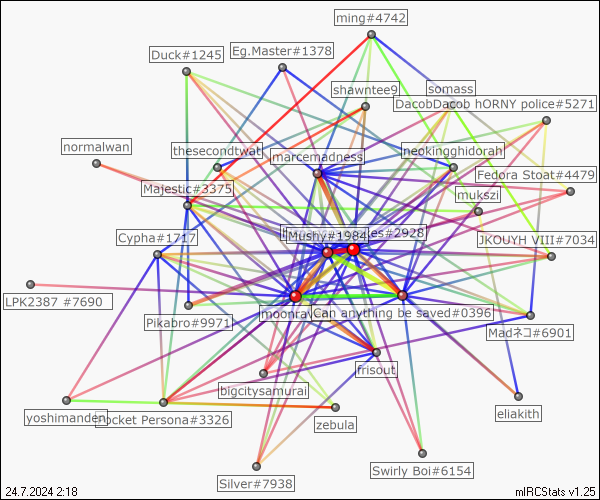 ming#4742
Duck#1245
Eg.Master#1378
shawntee9
somass
DacobDacob hORNY police#5271
normalwan
thesecondtwat
marcemadness
neokingghidorah
Fedora Stoat#4479
Majestic#3375
mukszi
Cypha#1717
Mushy#1984
es#2928
JKOUYH VIII#7034
LPK2387 #7690
Pikabro#9971
moonrav
Can anything be saved#0396
Madネコ#6901
frisout
bigcitysamurai
eliakith
yoshimanden
ocket Persona#3326
zebula
Swirly Boi#6154
Silver#7938
24.7.2024 2:18
mIRCStats v1.25